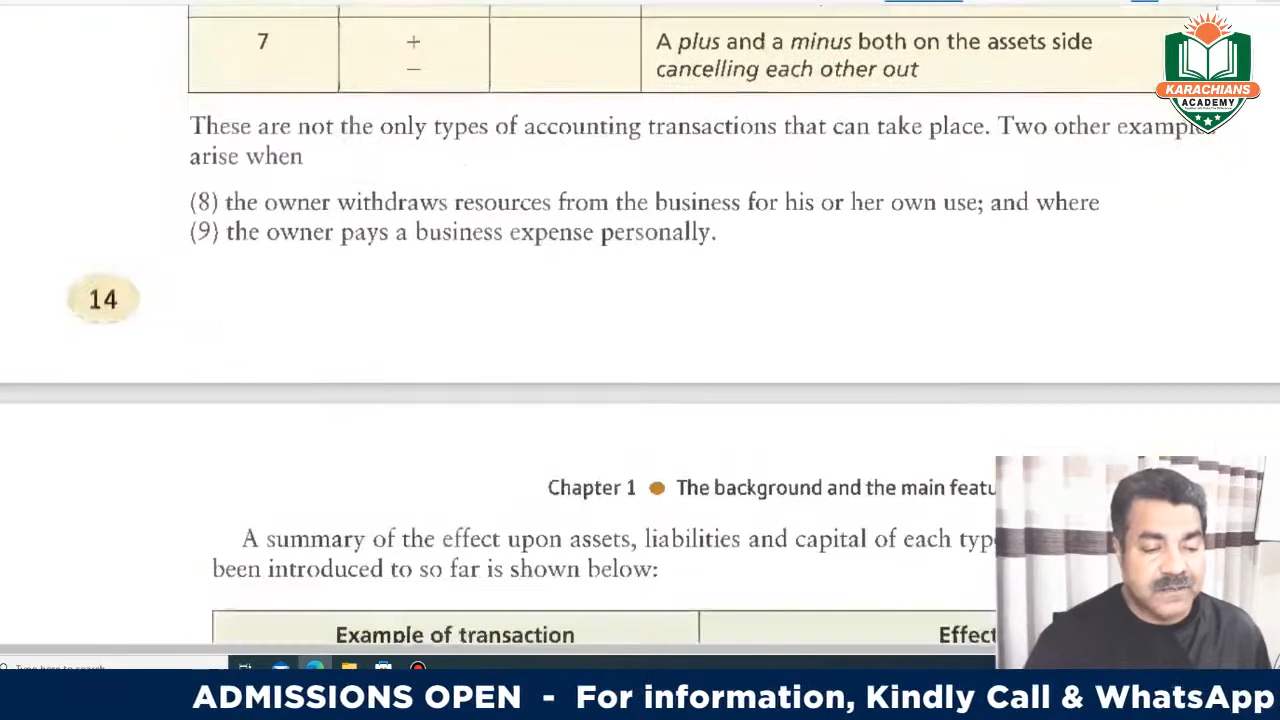 7
+
−
A plus and a minus both on the assets side
cancelling each other out
KARACHIANS
ACADEMY
These are not the only types of accounting transactions that can take place. Two other example
arise when
(8) the owner withdraws resources from the business for his or her own use; and where
(9) the owner pays a business expense personally.
14
Chapter 1 ● The background and the main featu
A summary of the effect upon assets, liabilities and capital of each typ
been introduced to so far is shown below:
Example of transaction
Effect
Type here to search
ADMISSIONS OPEN - For information, Kindly Call & WhatsApp